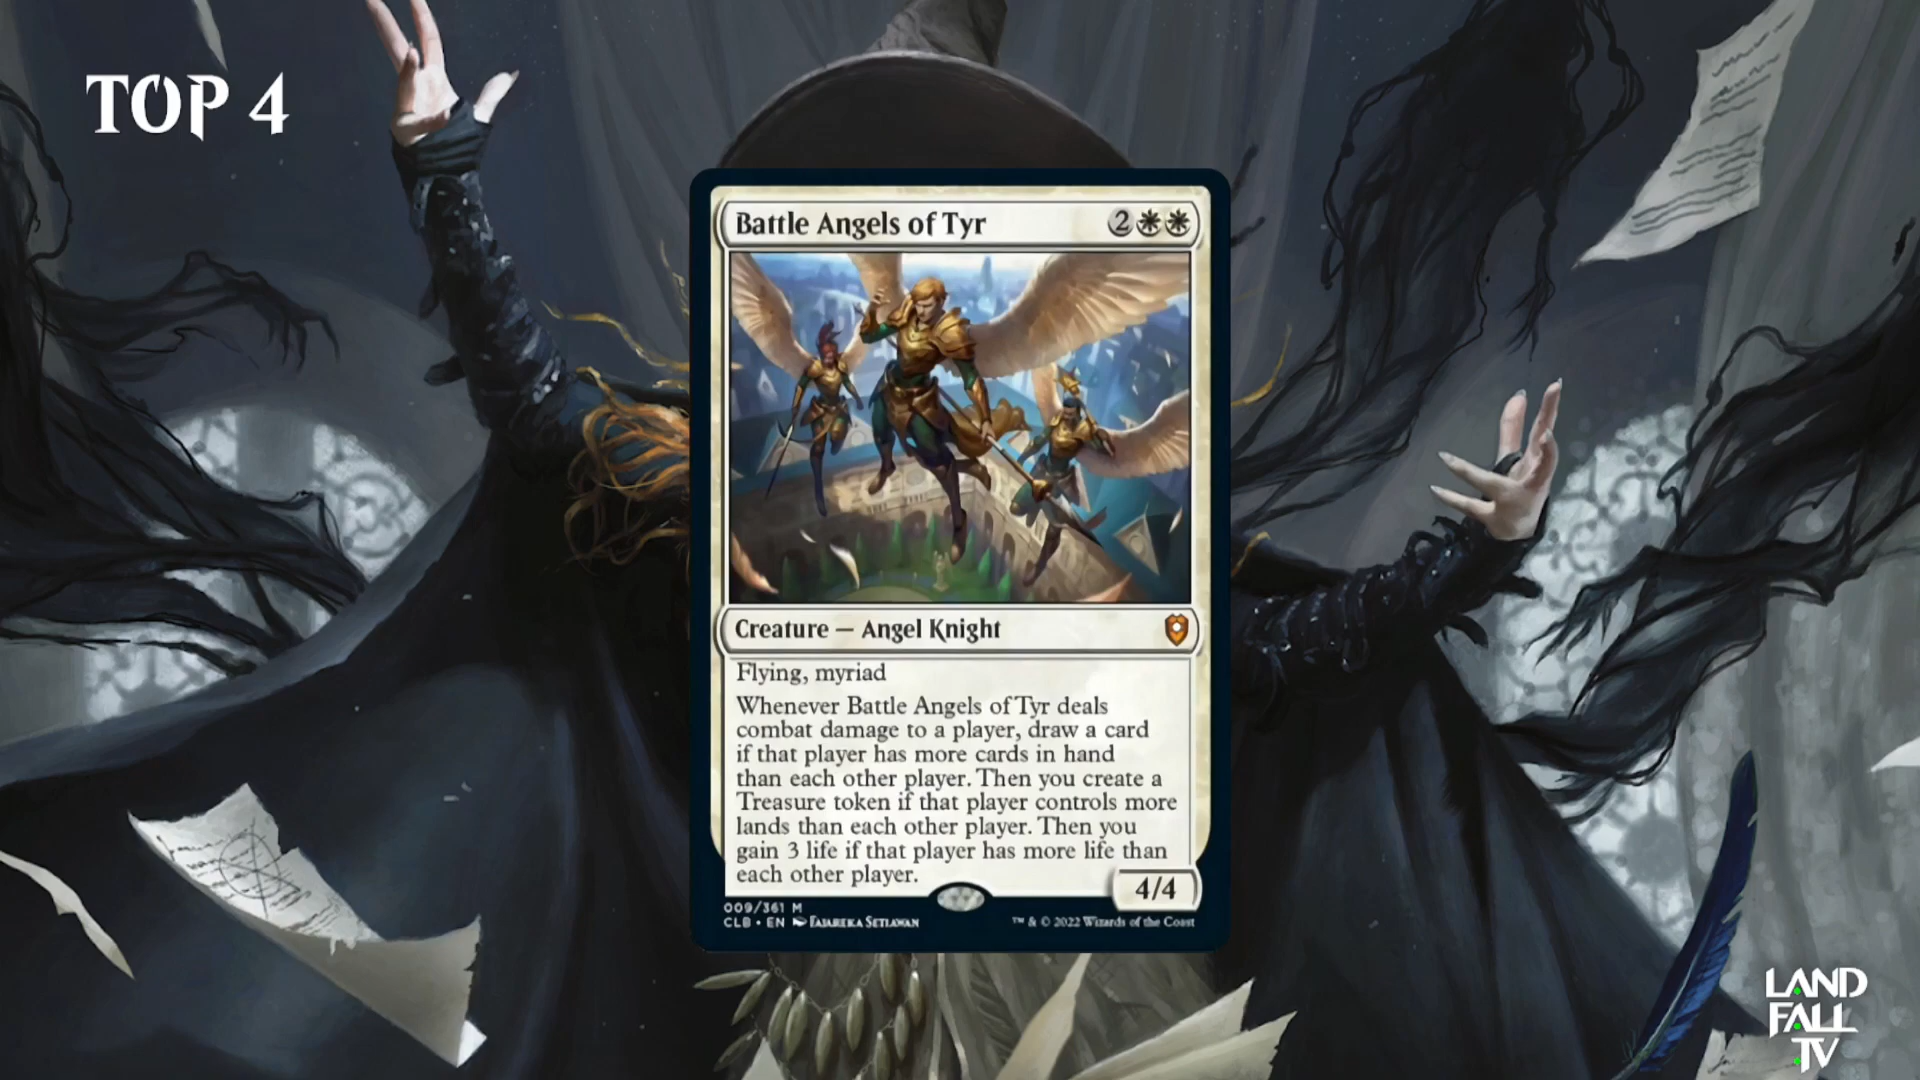 TOP 4
Battle Angels of Tyr
2
Creature — Angel Knight
Flying, myriad
Whenever Battle Angels of Tyr deals
combat damage to a player, draw a card
if that player has more cards in hand
than each other player. Then you create a
Treasure token if that player controls more
lands than each other player. Then you
gain 3 life if that player has more life than
each other player.
4/4
009/361 M
CLB • EN FAJAREKA SETIAWAN
™ & © 2022 Wizards of the Coast
LAND
FALL
.TV